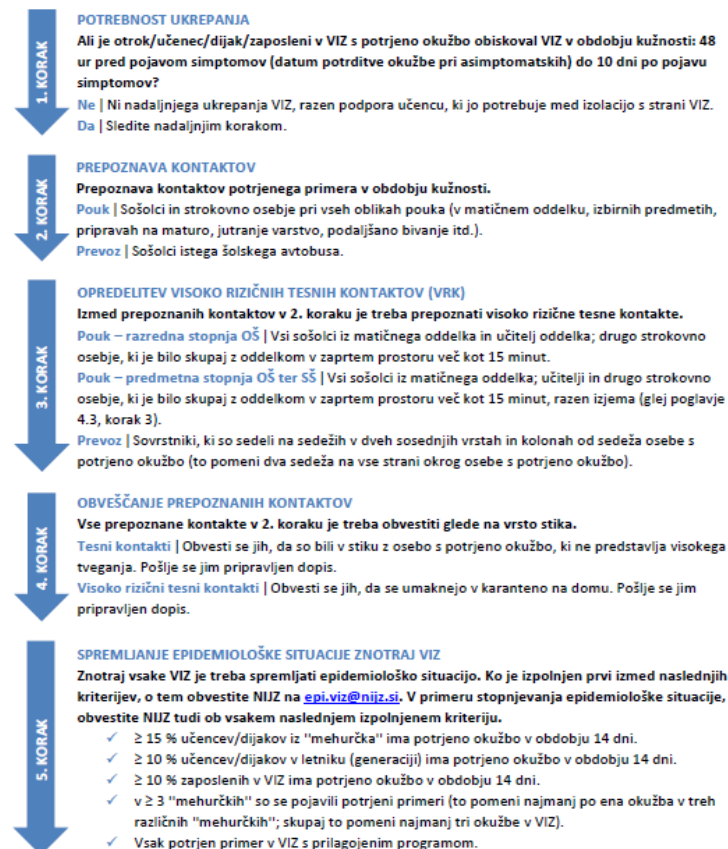 1. KORAK
POTREBNOST UKREPANJA
Ali je otrok/učenec/dijak/zaposleni v VIZ s potrjeno okužbo obiskoval VIZ v obdobju kužnosti: 48
ur pred pojavom simptomov (datum potrditve okužbe pri asimptomatskih) do 10 dni po pojavu
simptomov?
Ne | Ni nadaljnjega ukrepanja VIZ, razen podpora učencu, ki jo potrebuje med izolacijo s strani VIZ.
Da | Sledite nadaljnjim korakom.
2. KORAK
PREPOZNAVA KONTAKTOV
Prepoznava kontaktov potrjenega primera v obdobju kužnosti.
Pouk | Sošolci in strokovno osebje pri vseh oblikah pouka (v matičnem oddelku, izbirnih predmetih,
pripravah na maturo, jutranje varstvo, podaljšano bivanje itd.).
Prevoz | Sošolci istega šolskega avtobusa.
3. KORAK
OPREDELITEV VISOKO RIZIČNIH TESNIH KONTAKTOV (VRK)
Izmed prepoznanih kontaktov v 2. koraku je treba prepoznati visoko rizične tesne kontakte.
Pouk – razredna stopnja OŠ | Vsi sošolci iz matičnega oddelka in učitelj oddelka; drugo strokovno
osebje, ki je bilo skupaj z oddelkom v zaprtem prostoru več kot 15 minut.
Pouk – predmetna stopnja OŠ ter SŠ | Vsi sošolci iz matičnega oddelka; učitelji in drugo strokovno
osebje, ki je bilo skupaj z oddelkom v zaprtem prostoru več kot 15 minut, razen izjema (glej poglavje
4.3, korak 3).
Prevoz | Sovrstniki, ki so sedeli na sedežih v dveh sosednjih vrstah in kolonah od sedeža osebe s
potrjeno okužbo (to pomeni dva sedeža na vse strani okrog osebe s potrjeno okužbo).
4. KORAK
OBVEŠČANJE PREPOZNANIH KONTAKTOV
Vse prepoznane kontakte v 2. koraku je treba obvestiti glede na vrsto stika.
Tesni kontakti | Obvesti se jih, da so bili v stiku z osebo s potrjeno okužbo, ki ne predstavlja visokega
tveganja. Pošlje se jim pripravljen dopis.
Visoko rizični tesni kontakti | Obvesti se jih, da se umaknejo v karanteno na domu. Pošlje se jim
pripravljen dopis.
5. KORAK
SPREMLJANJE EPIDEMIOLOŠKE SITUACIJE ZNOTRAJ VIZ
Znotraj vsake VIZ je treba spremljati epidemiološko situacijo. Ko je izpolnjen prvi izmed naslednjih
kriterijev, o tem obvestite NIJZ na epi.viz@nijz.si. V primeru stopnjevanja epidemiološke situacije,
obvestite NIJZ tudi ob vsakem naslednjem izpolnjenem kriteriju.
✓ ≥ 15 % učencev/dijakov iz "mehurčka" ima potrjeno okužbo v obdobju 14 dni.
✓ ≥ 10 % učencev/dijakov v letniku (generaciji) ima potrjeno okužbo v obdobju 14 dni.
✓ ≥ 10 % zaposlenih v VIZ ima potrjeno okužbo v obdobju 14 dni.
✓ v ≥ 3 "mehurčkih" so se pojavili potrjeni primeri (to pomeni najmanj po ena okužba v treh
različnih "mehurčkih"; skupaj to pomeni najmanj tri okužbe v VIZ).
✓ Vsak potrjen primer v VIZ s prilagojenim programom.